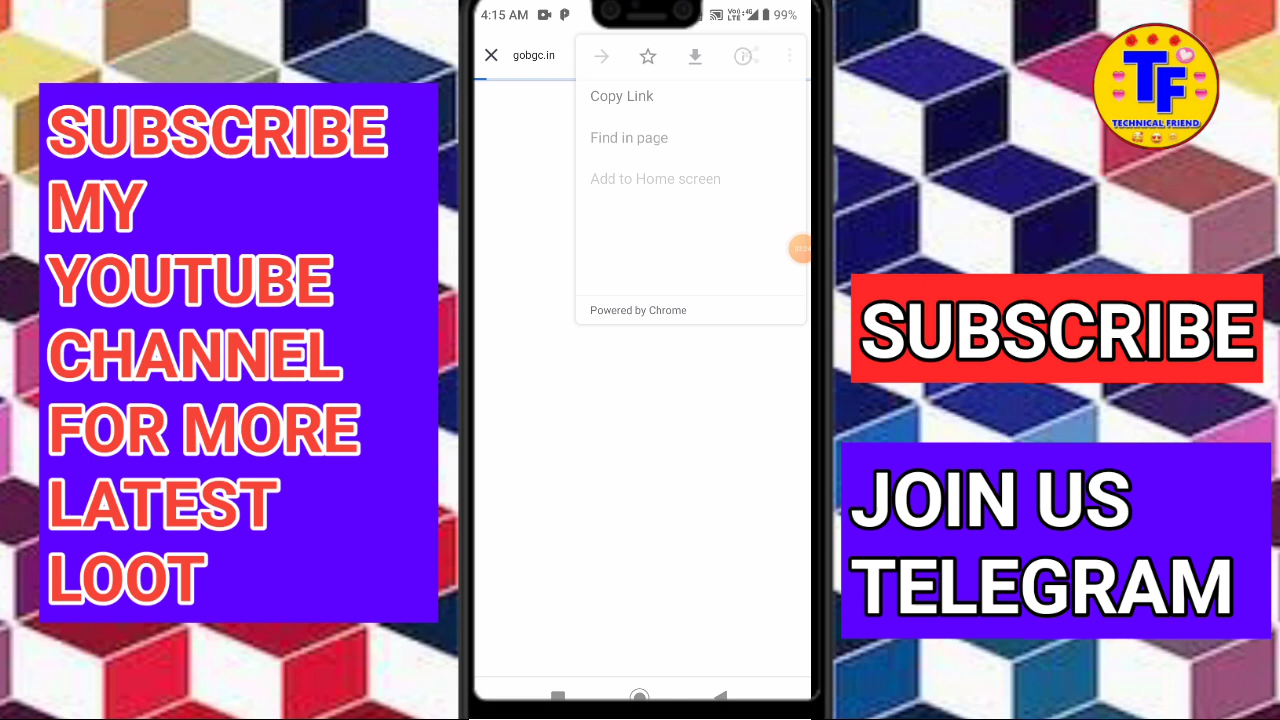 SUBSCRIBE
MY
YOUTUBE
CHANNEL
FOR MORE
LATEST
LOOT
4:15 AM
99%
gobgc.in
Copy Link
Find in page
Add to Home screen
Powered by Chrome
TF
TECHNICAL FRIEND
SUBSCRIBE
JOIN US
TELEGRAM